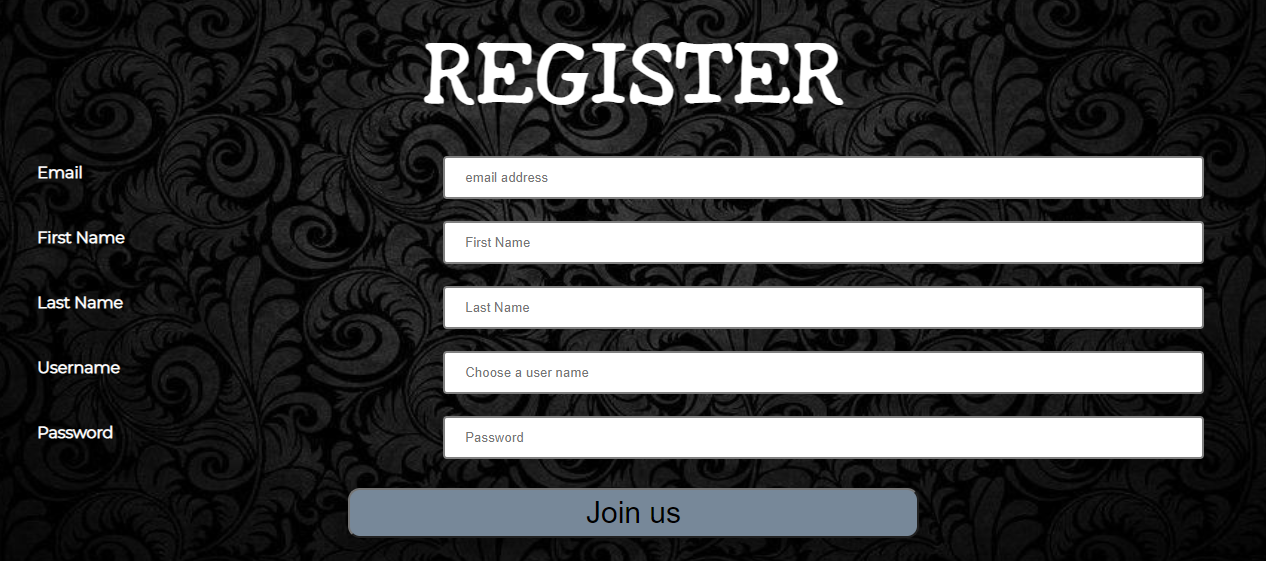 REGISTER
Email
email address
First Name
First Name
Last Name
Last Name
Username
Choose a user name
Password
Password
Join us